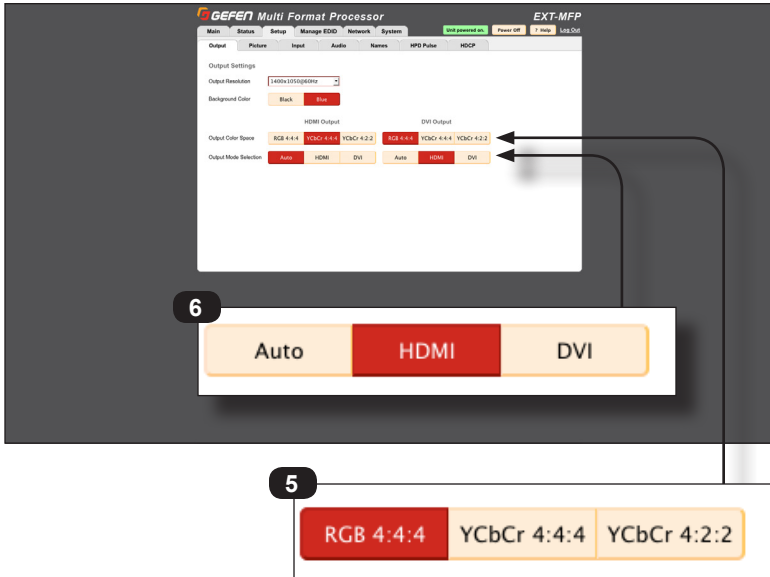 GEFEN Multi Format Processor EXT-MFP
Main Status Setup Manage EDID Network System Unit powered on. Power Off ? Help Log Out
Output Picture Input Audio Names HPD Pulse HDCP
Output Settings
Output Resolution 1400x1050@60Hz
Background Color Black Blue
HDMI Output DVI Output
Output Color Space RGB 4:4:4 YCbCr 4:4:4 YCbCr 4:2:2 RGB 4:4:4 YCbCr 4:4:4 YCbCr 4:2:2
Output Mode Selection Auto HDMI DVI Auto HDMI DVI
6
Auto HDMI DVI
5
RGB 4:4:4 YCbCr 4:4:4 YCbCr 4:2:2